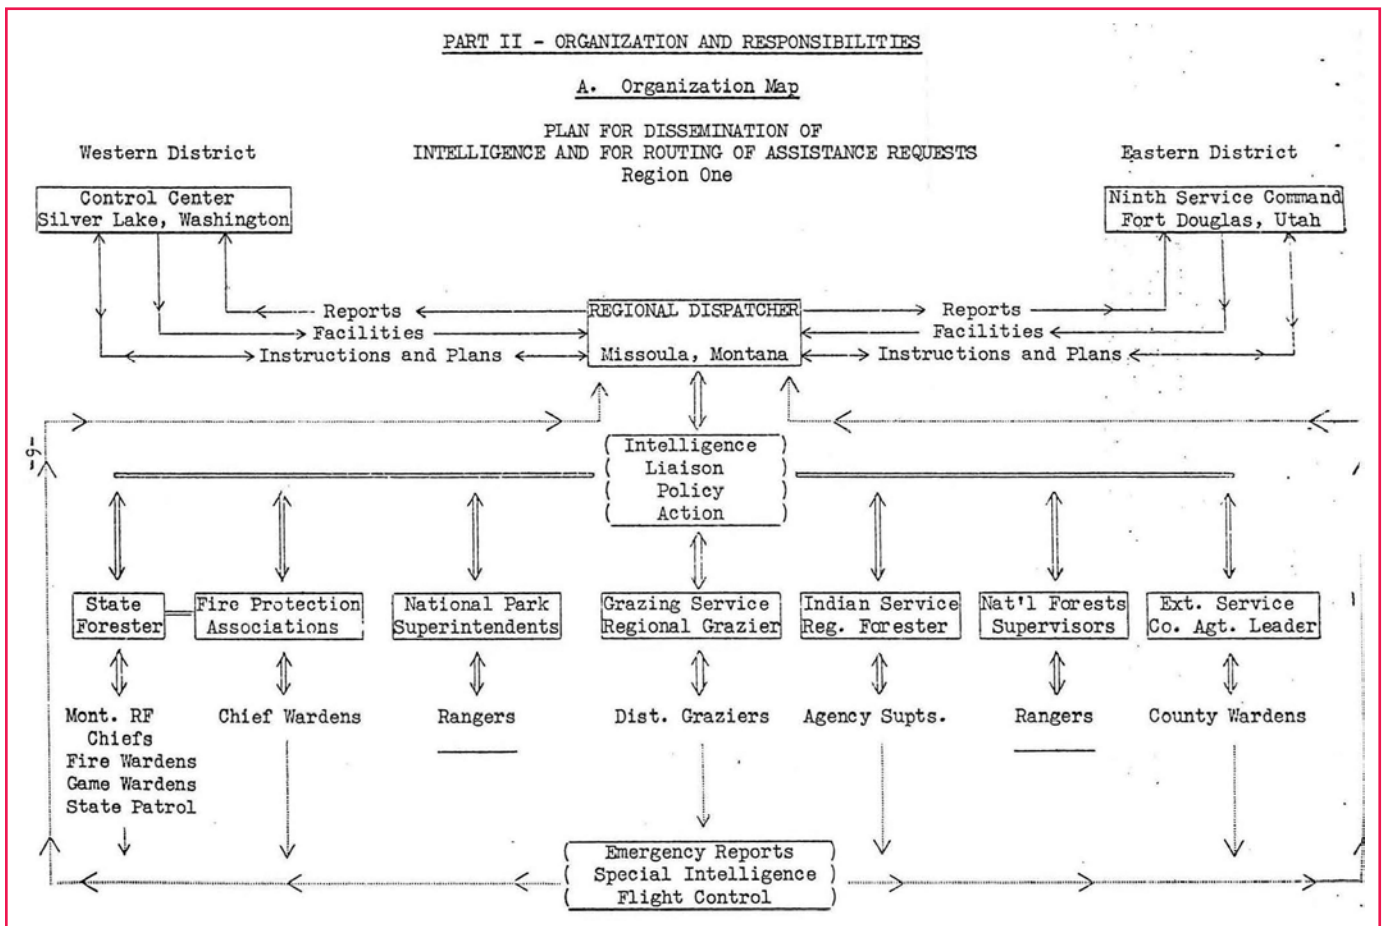 PART II - ORGANIZATION AND RESPONSIBILITIES
A. Organization Map
PLAN FOR DISSEMINATION OF
INTELLIGENCE AND FOR ROUTING OF ASSISTANCE REQUESTS
Region One
Western District
Eastern District
Control Center
Silver Lake, Washington
Ninth Service Command
Fort Douglas, Utah
Reports
Facilities
Instructions and Plans
REGIONAL DISPATCHER
Missoula, Montana
Reports
Facilities
Instructions and Plans
-9-
( Intelligence )
( Liaison )
( Policy )
( Action )
State
Forester
Fire Protection
Associations
National Park
Superintendents
Grazing Service
Regional Grazier
Indian Service
Reg. Forester
Nat'l Forests
Supervisors
Ext. Service
Co. Agt. Leader
Mont. RF
Chiefs
Fire Wardens
Game Wardens
State Patrol
Chief Wardens
Rangers
Dist. Graziers
Agency Supts.
Rangers
County Wardens
( Emergency Reports )
( Special Intelligence )
( Flight Control )